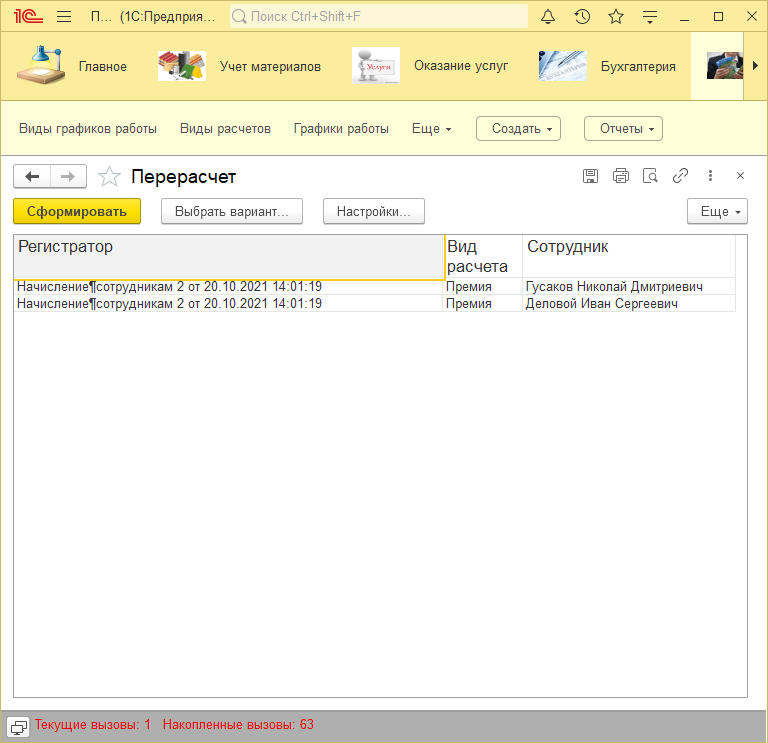 1С П... (1С:Предприя... Поиск Ctrl+Shift+F
Главное Учет материалов Услуги Оказание услуг БУХГАЛТЕРИЯ Бухгалтерия
Виды графиков работы Виды расчетов Графики работы Еще Создать Отчеты
Перерасчет
Сформировать Выбрать вариант... Настройки... Еще
Регистратор Вид расчета Сотрудник
Начисление¶сотрудникам 2 от 20.10.2021 14:01:19 Премия Гусаков Николай Дмитриевич
Начисление¶сотрудникам 2 от 20.10.2021 14:01:19 Премия Деловой Иван Сергеевич
Текущие вызовы: 1 Накопленные вызовы: 63